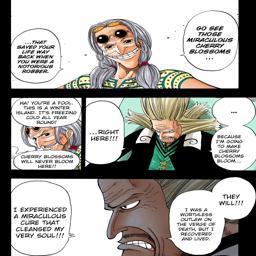 GO SEE
THOSE
MIRACULOUS
CHERRY
BLOSSOMS
...
...THAT
SAVED YOUR
LIFE WAY
BACK WHEN
YOU WERE A
NOTORIOUS
ROBBER.
HA! YOU'RE A FOOL.
THIS IS A WINTER
ISLAND. IT'S FREEZING
COLD ALL YEAR
ROUND!
CHERRY BLOSSOMS
WILL NEVER BLOOM
HERE!!
...
BECAUSE
I'M GOING
TO MAKE
CHERRY
BLOSSOMS
BLOOM...
...RIGHT
HERE!!!
THEY
WILL!!!
I WAS A
WORTHLESS OUTLAW
ON THE VERGE
OF DEATH, BUT I
RECOVERED
AND LIVED.
I EXPERIENCED
A MIRACULOUS
CURE THAT
CLEANSED MY
VERY SOUL!!!